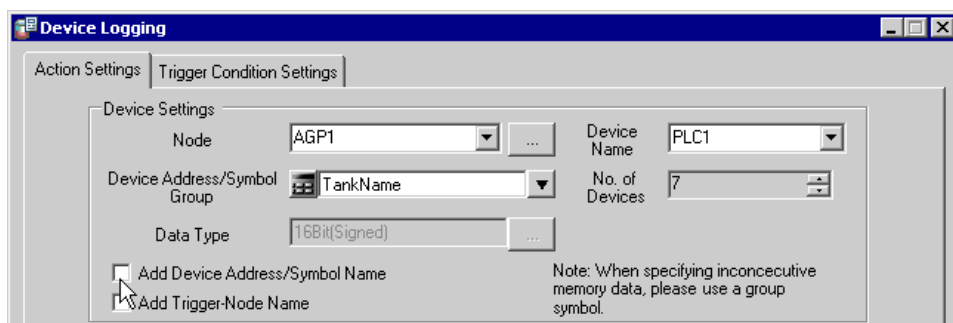 Device Logging
Action Settings Trigger Condition Settings
Device Settings
Node AGP1 ... Device Name PLC1
Device Address/Symbol Group TankName No. of Devices 7
Data Type 16Bit(Signed) ...
Add Device Address/Symbol Name
Add Trigger-Node Name
Note: When specifying inconcecutive
memory data, please use a group
symbol.